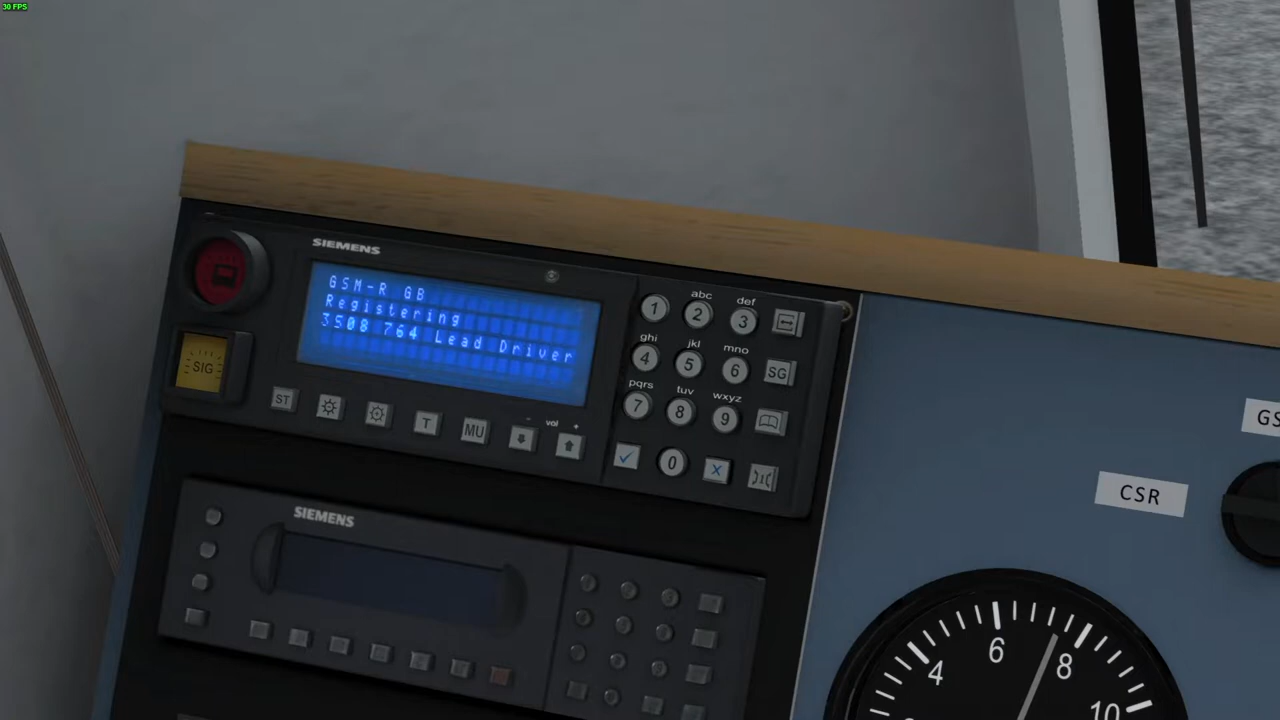 30 FPS
SIEMENS
GSM-R GB
Registering
3508 764 Lead Driver
SIG
ST
T
MU
- vol +
1
abc
2
def
3
ghi
4
jkl
5
mno
6
SG
pqrs
7
tuv
8
wxyz
9
0
SIEMENS
GS
CSR
4
6
8
10